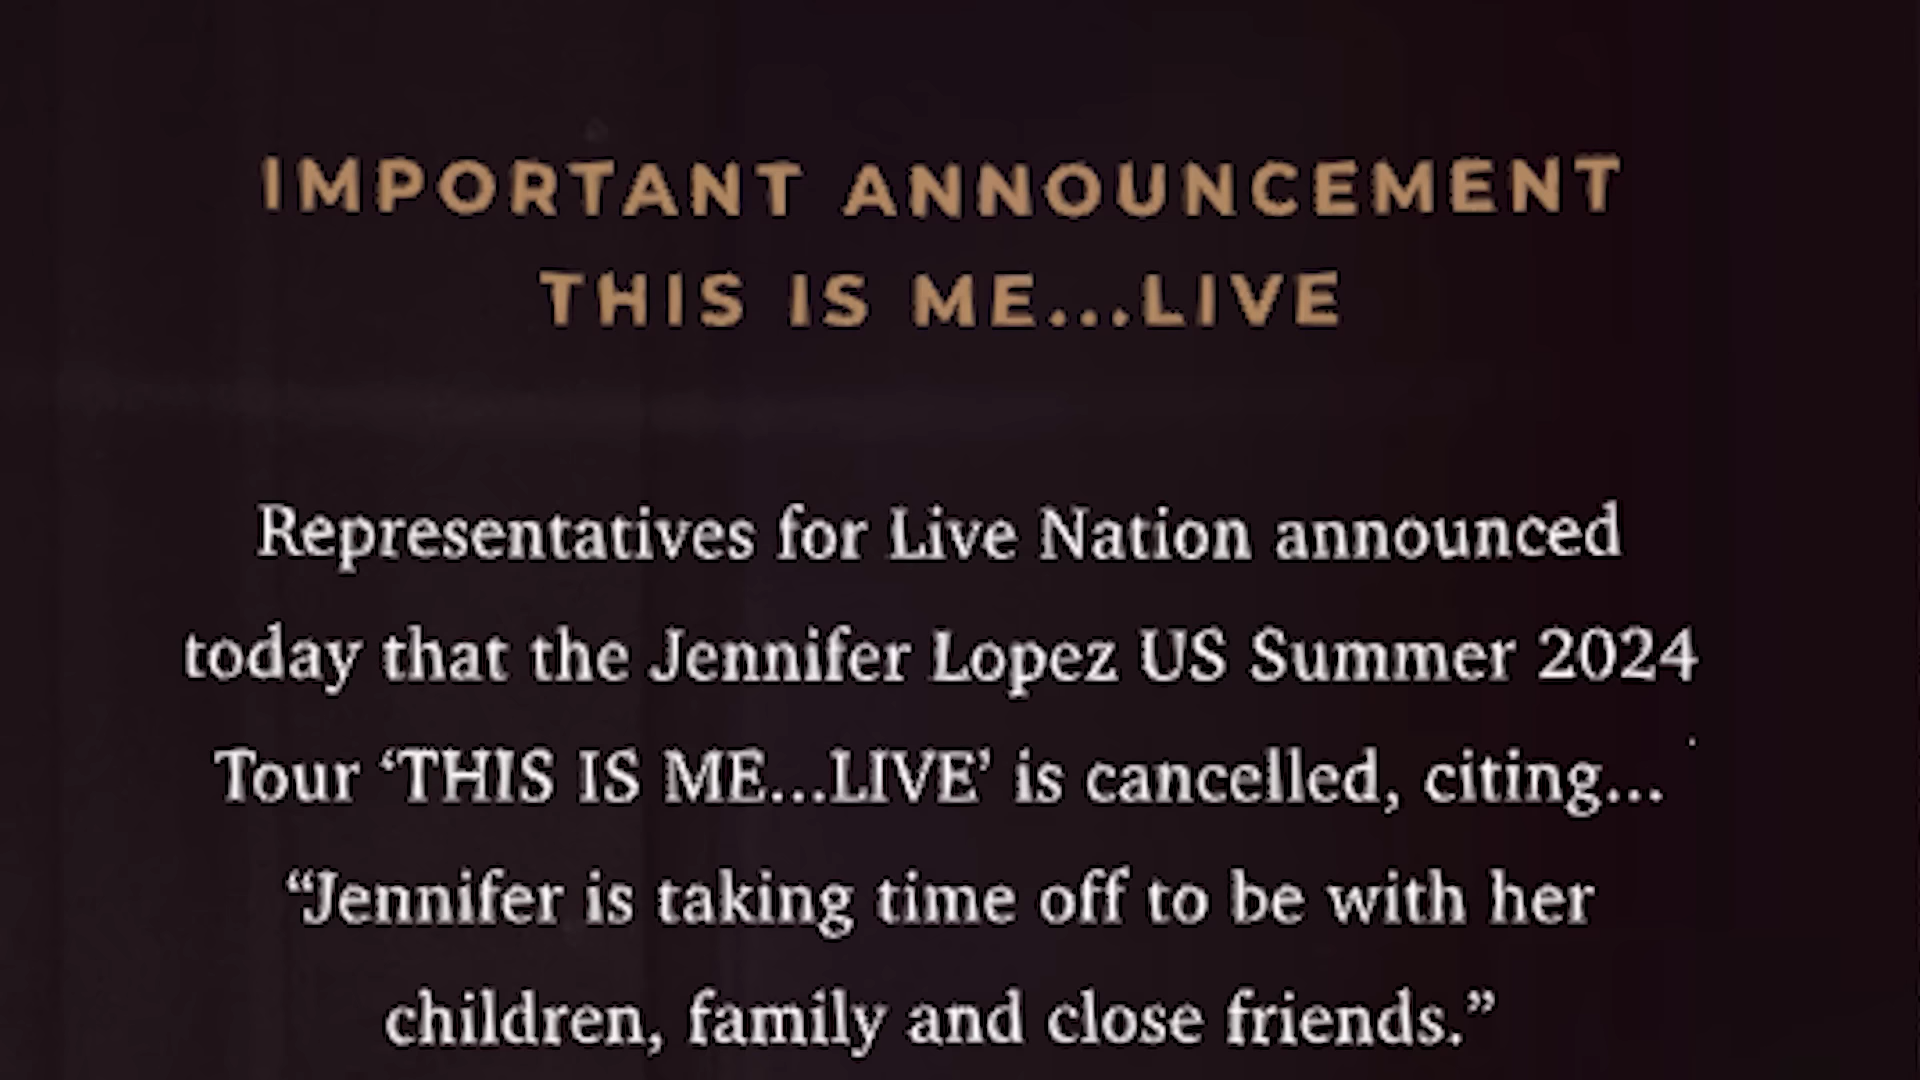 IMPORTANT ANNOUNCEMENT
THIS IS ME...LIVE
Representatives for Live Nation announced
today that the Jennifer Lopez US Summer 2024
Tour ‘THIS IS ME...LIVE’ is cancelled, citing...
“Jennifer is taking time off to be with her
children, family and close friends.”